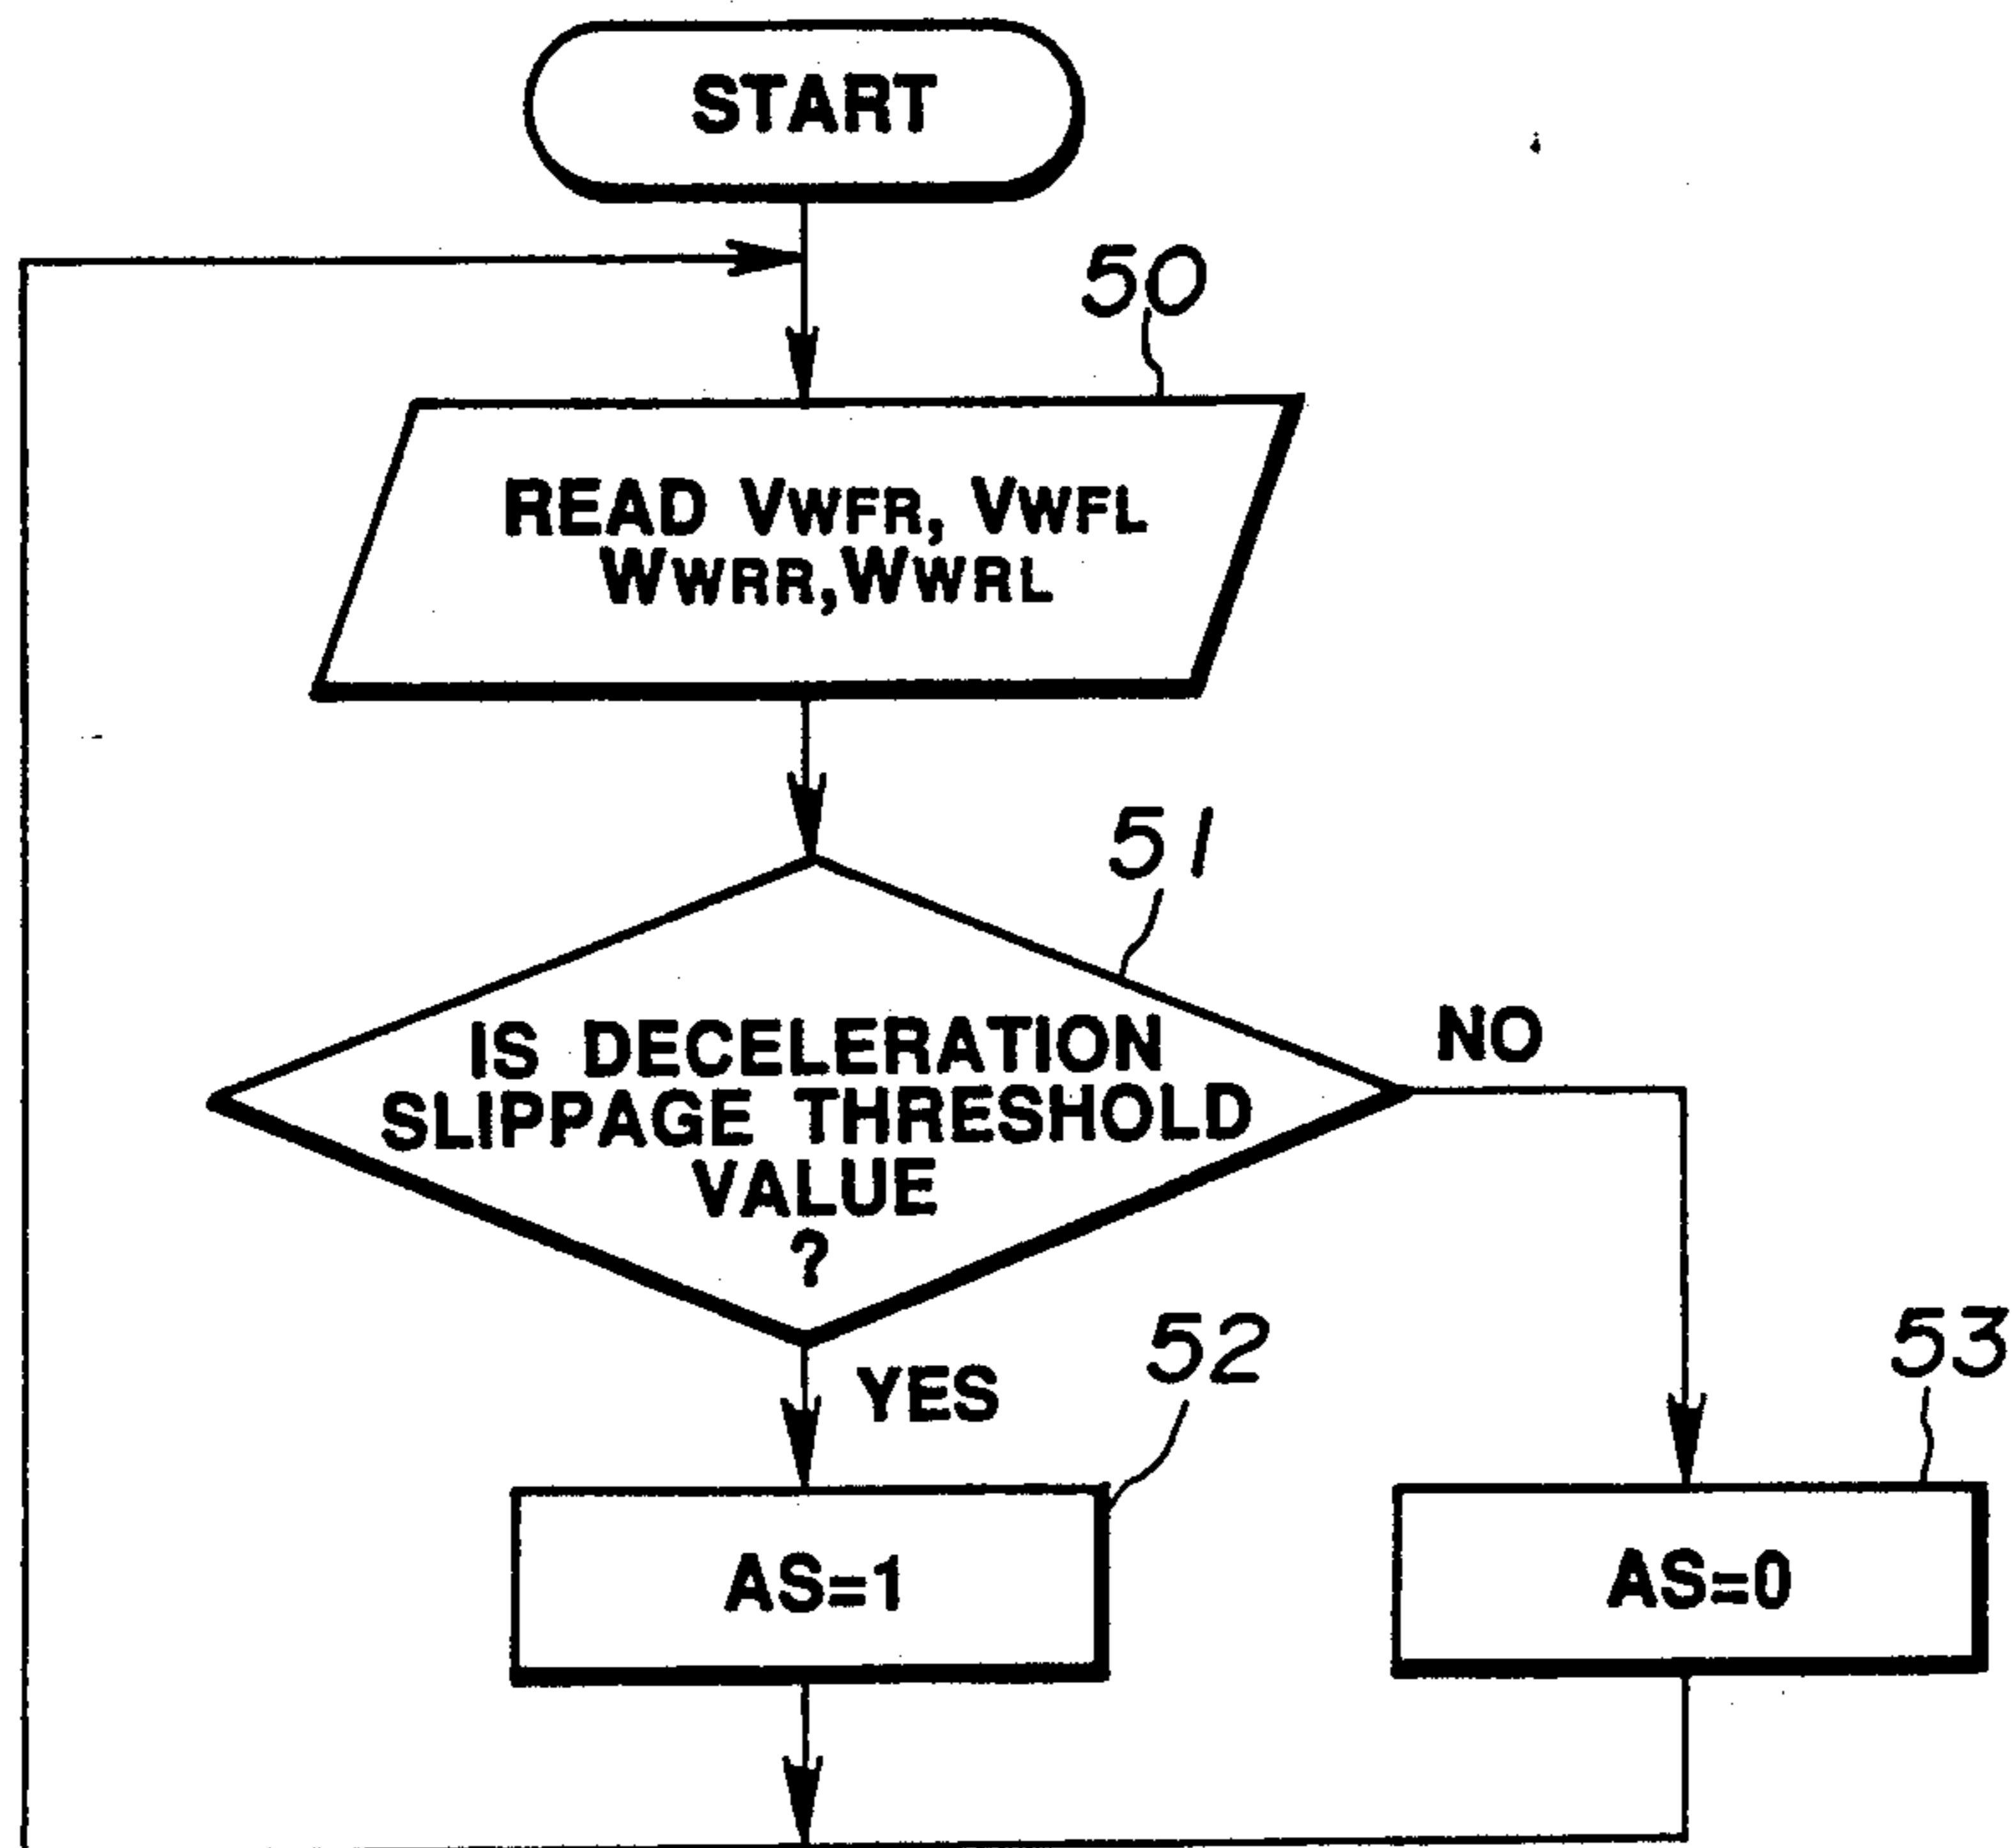 START
50
READ VWFR, VWFL
WWRR,WWRL
51
IS DECELERATION
SLIPPAGE THRESHOLD
VALUE
?
NO
YES
52
53
AS=1
AS=0